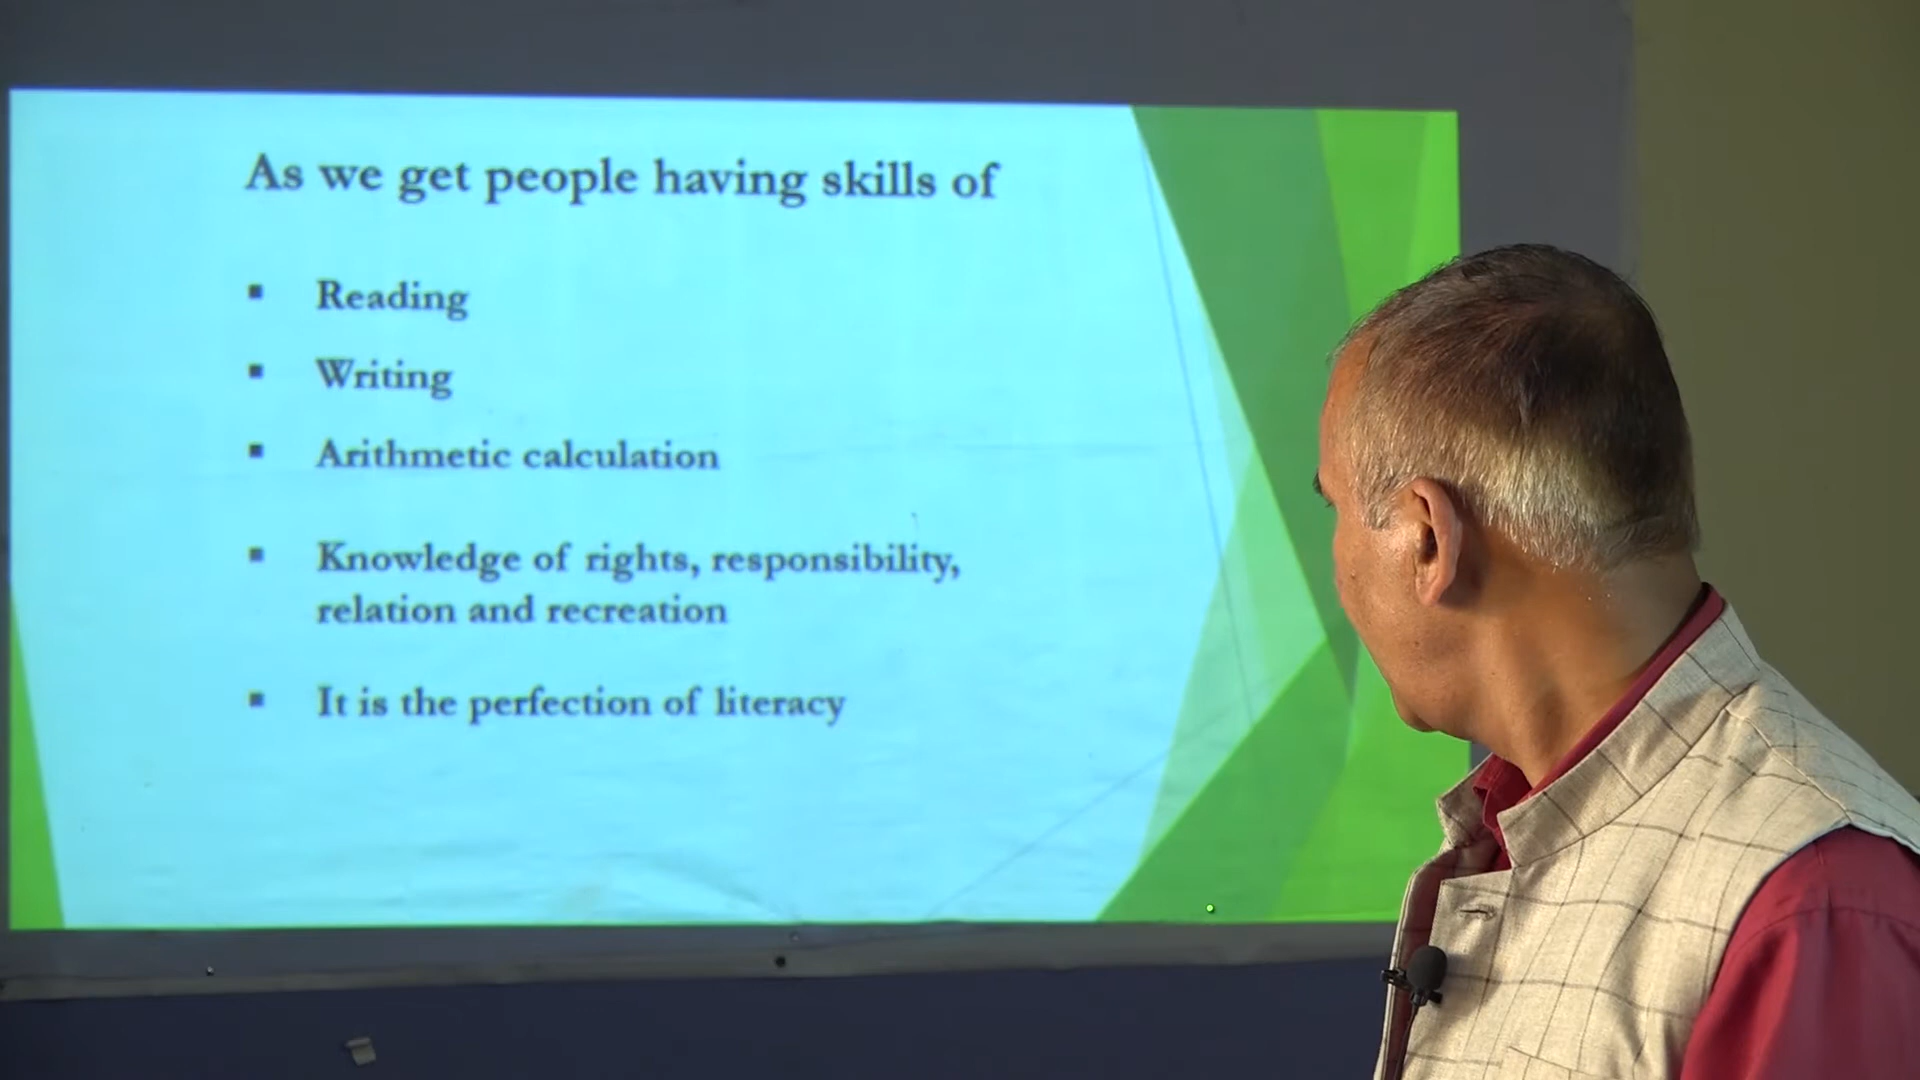 As we get people having skills of
▪ Reading
▪ Writing
▪ Arithmetic calculation
▪ Knowledge of rights, responsibility,
relation and recreation
▪ It is the perfection of literacy